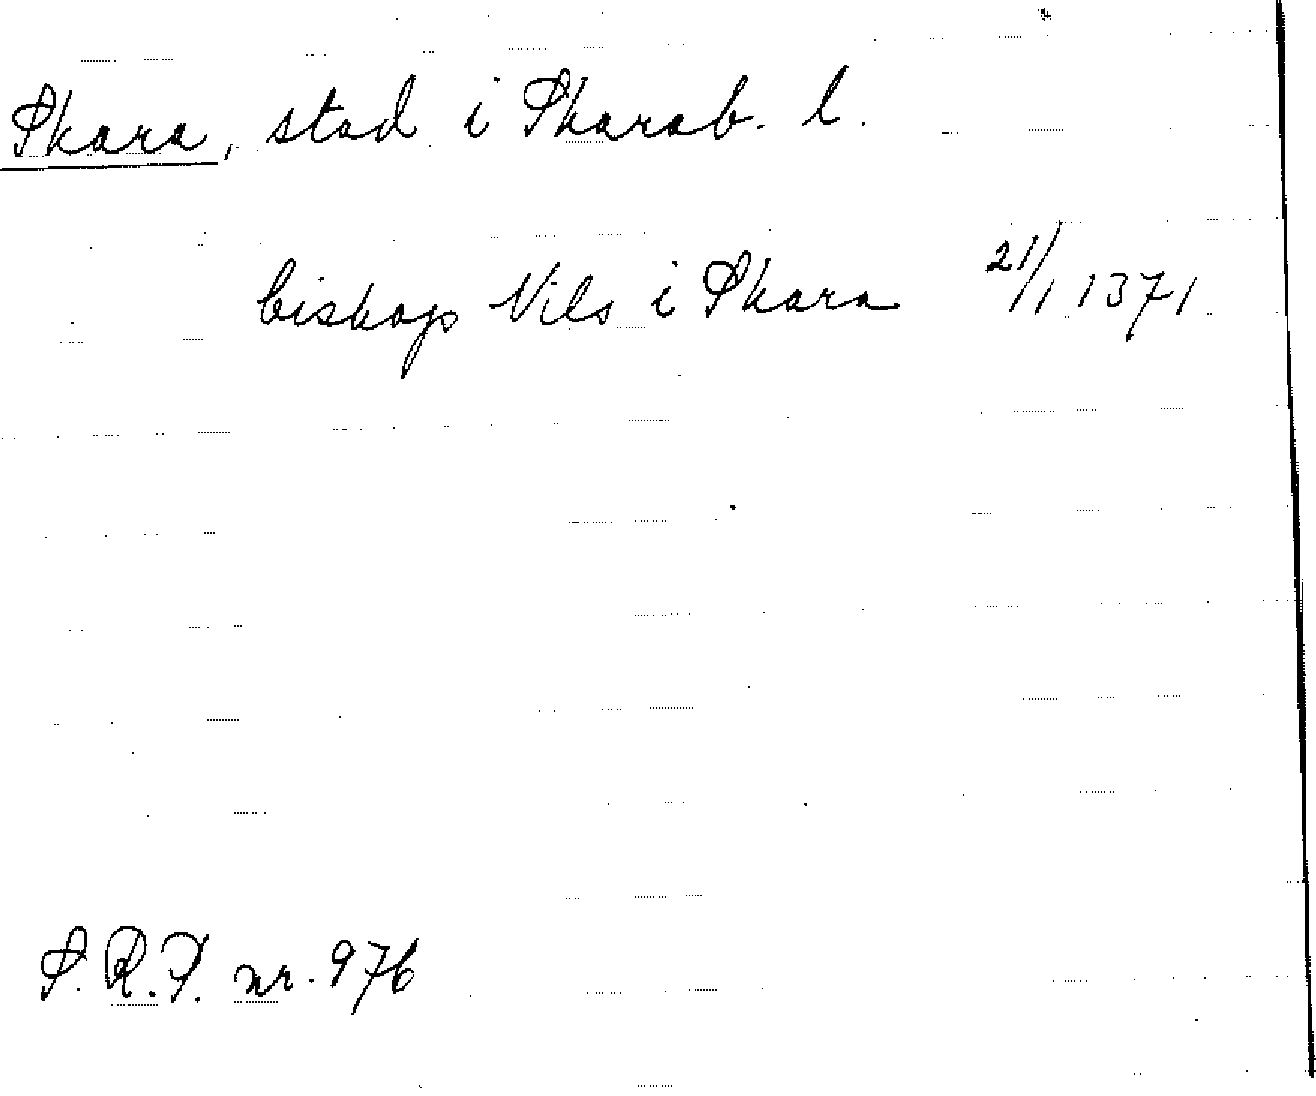 Skara, stad i Skarab. l.
biskop Nils i Skara 21/1 1371.
S.R.P. nr. 976